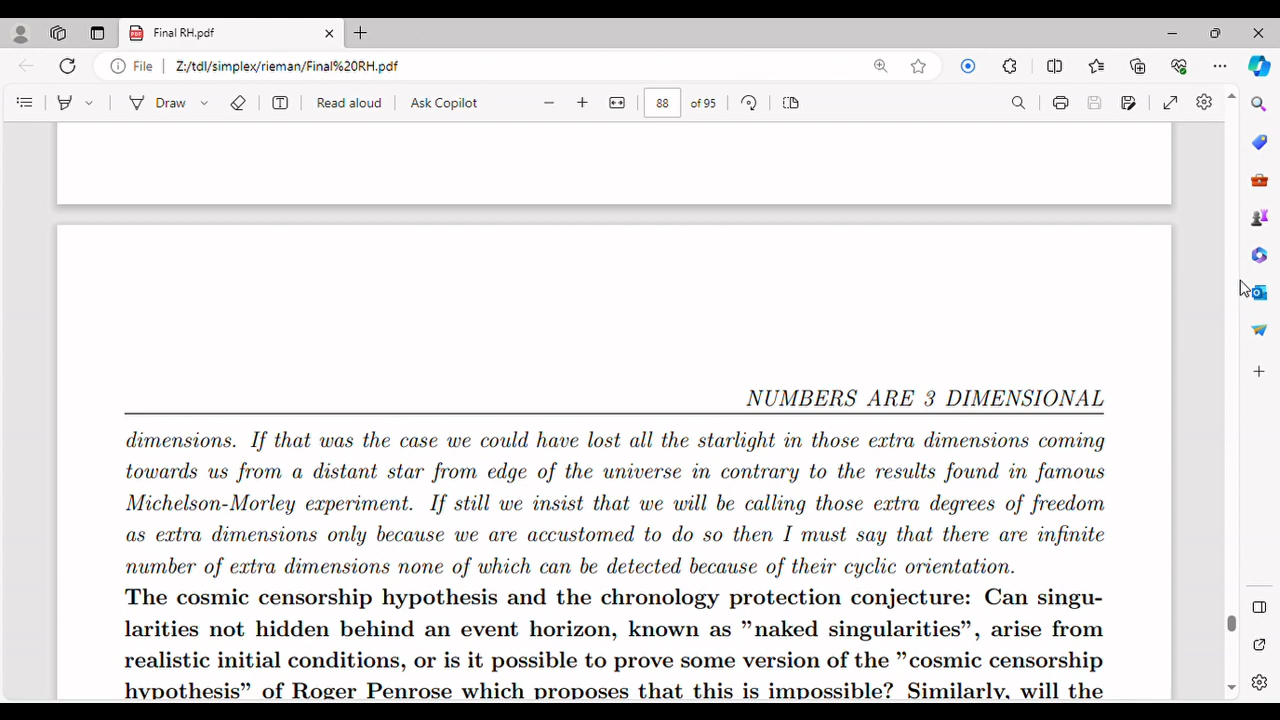 Final RH.pdf
File
Z:/tdl/simplex/rieman/Final%20RH.pdf
Draw
Read aloud
Ask Copilot
88 of 95
NUMBERS ARE 3 DIMENSIONAL
dimensions. If that was the case we could have lost all the starlight in those extra dimensions coming
towards us from a distant star from edge of the universe in contrary to the results found in famous
Michelson-Morley experiment. If still we insist that we will be calling those extra degrees of freedom
as extra dimensions only because we are accustomed to do so then I must say that there are infinite
number of extra dimensions none of which can be detected because of their cyclic orientation.
The cosmic censorship hypothesis and the chronology protection conjecture: Can singu-
larities not hidden behind an event horizon, known as ”naked singularities”, arise from
realistic initial conditions, or is it possible to prove some version of the ”cosmic censorship
hypothesis” of Roger Penrose which proposes that this is impossible? Similarly, will the